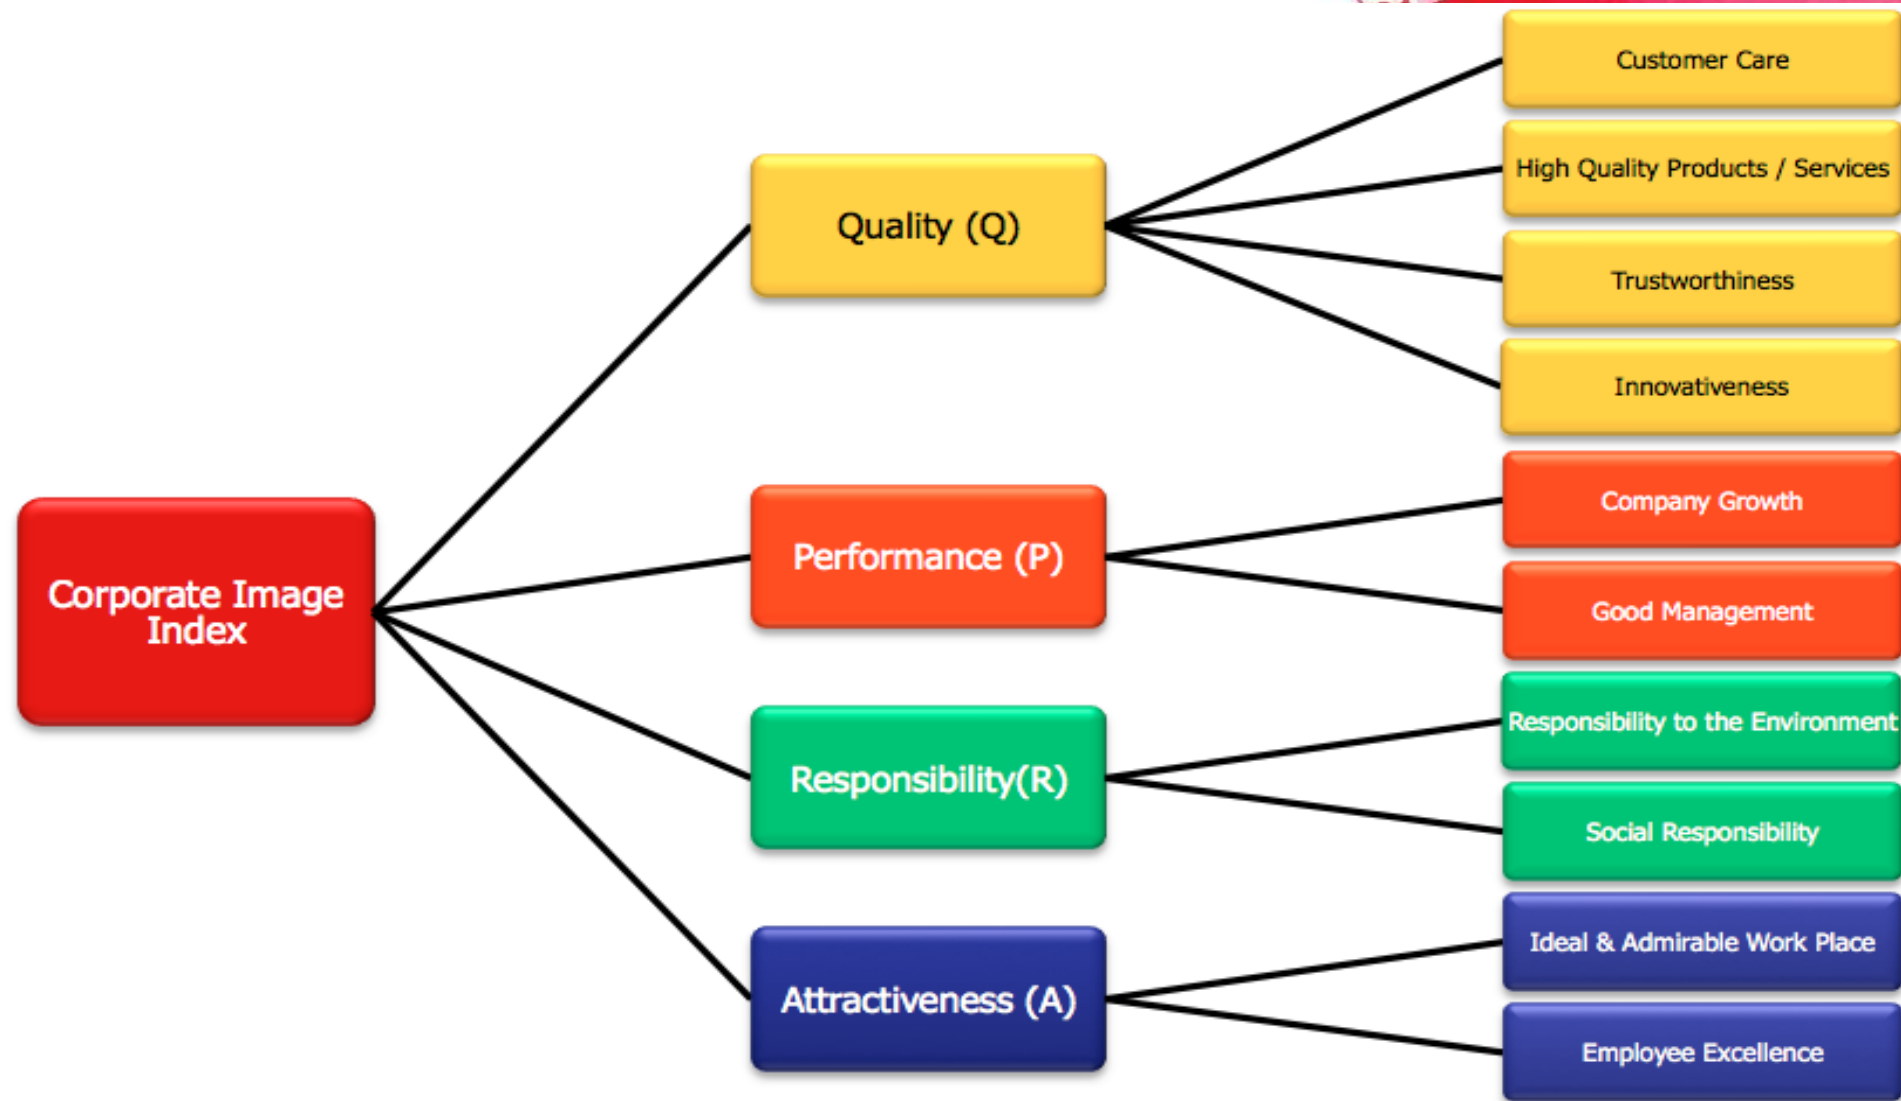 Customer Care
High Quality Products / Services
Quality (Q)
Trustworthiness
Innovativeness
Company Growth
Performance (P)
Good Management
Corporate Image
Index
Responsibility to the Environment
Responsibility(R)
Social Responsibility
Ideal & Admirable Work Place
Attractiveness (A)
Employee Excellence